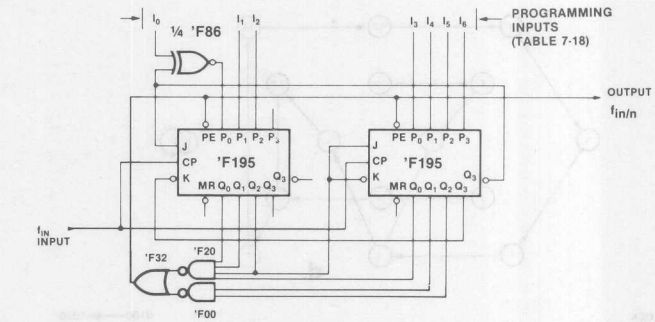 I0 I1 I2 I3 I4 I5 I6 PROGRAMMING
INPUTS
(TABLE 7-18)
¼ 'F86
OUTPUT
fin/n
PE P0 P1 P2 P3
J
CP 'F195
K Q3
MR Q0 Q1 Q2 Q3
PE P0 P1 P2 P3
J
CP 'F195
K Q3
MR Q0 Q1 Q2 Q3
fIN
INPUT
'F32
'F20
'F00